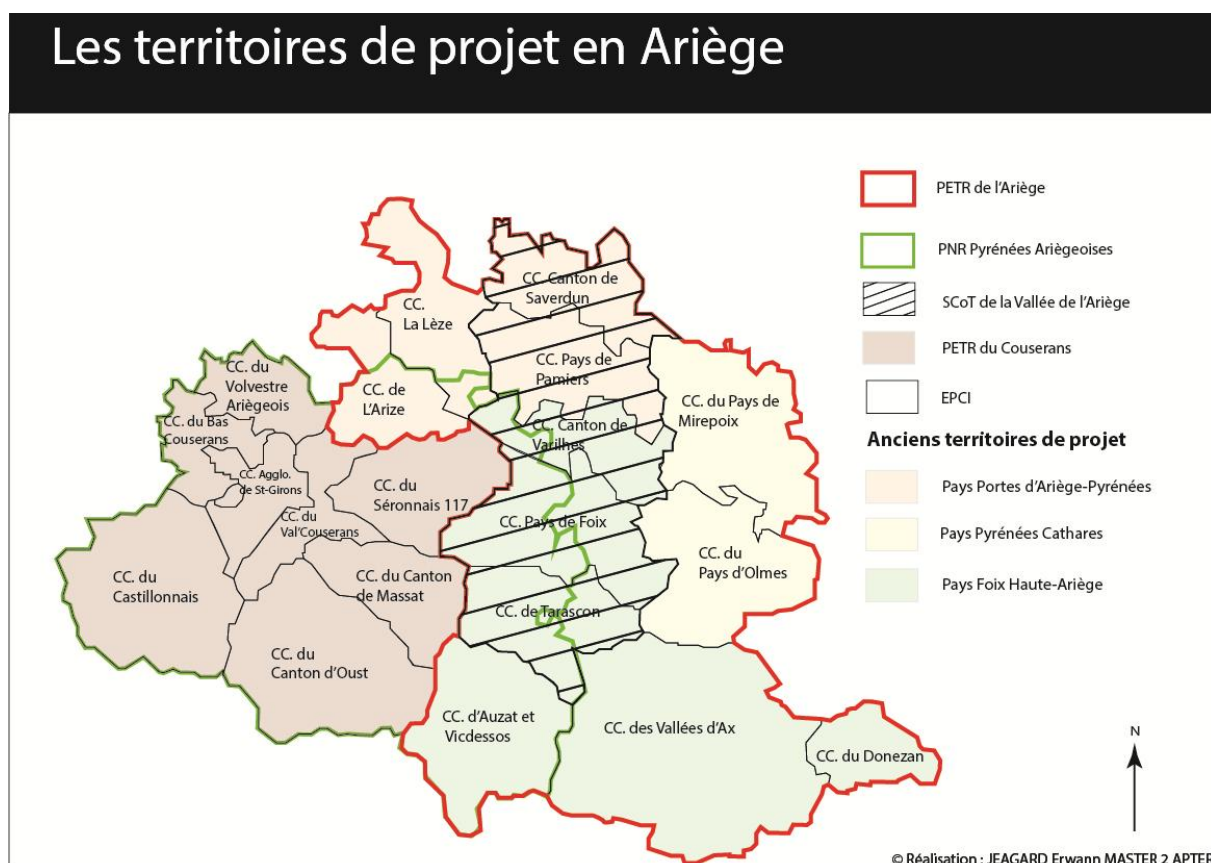 Les territoires de projet en Ariège
PETR de l'Ariège
PNR Pyrénées Ariègeoises
SCoT de la Vallée de l'Ariège
PETR du Couserans
EPCI
Anciens territoires de projet
Pays Portes d'Ariège-Pyrénées
Pays Pyrénées Cathares
Pays Foix Haute-Ariège
CC. Canton de
Saverdun
CC.
La Lèze
CC. Pays de
Pamiers
CC. du
Volvestre
Ariègeois
CC. de
L'Arize
CC. du Pays de
Mirepoix
CC. du Bas
Couserans
CC. Canton de
Varilhes
CC. Agglo.
de St-Girons
CC. du
Séronnais 117
CC. du
Val'Couserans
CC. Pays de Foix
CC. du
Pays d'Olmes
CC. du
Castillonnais
CC. du Canton
de Massat
CC. de Tarascon
CC. du
Canton d'Oust
CC. d'Auzat et
Vicdessos
CC. des Vallées d'Ax
CC. du Donezan
N
© Réalisation : JEAGARD Erwann MASTER 2 APTER